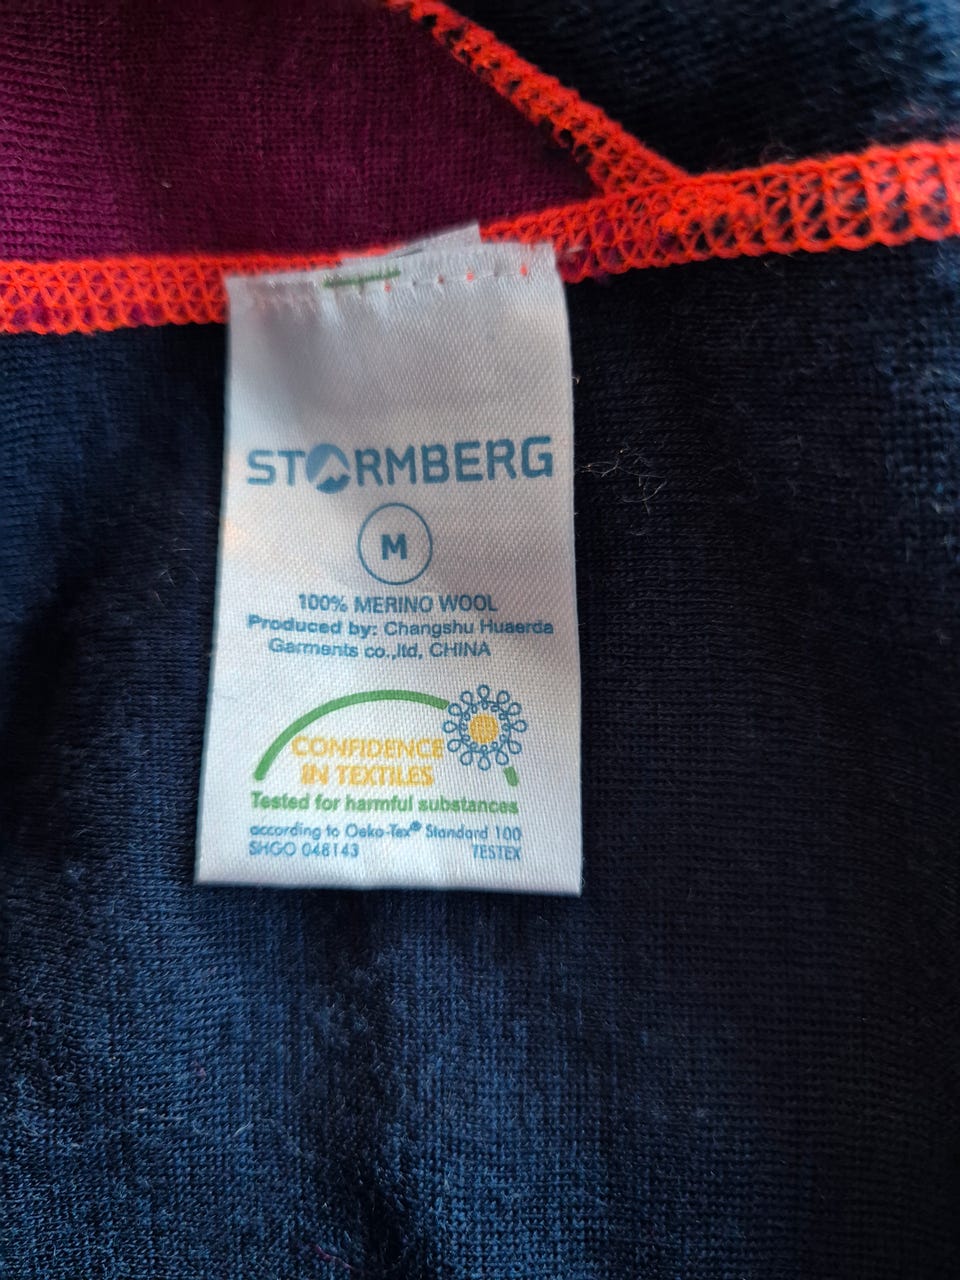 STORMBERG
M
100% MERINO WOOL
Produced by: Changshu Huaerda
Garments co.,ltd, CHINA
CONFIDENCE
IN TEXTILES
Tested for harmful substances
according to Oeko-Tex® Standard 100
SHGO 048143 TESTEX